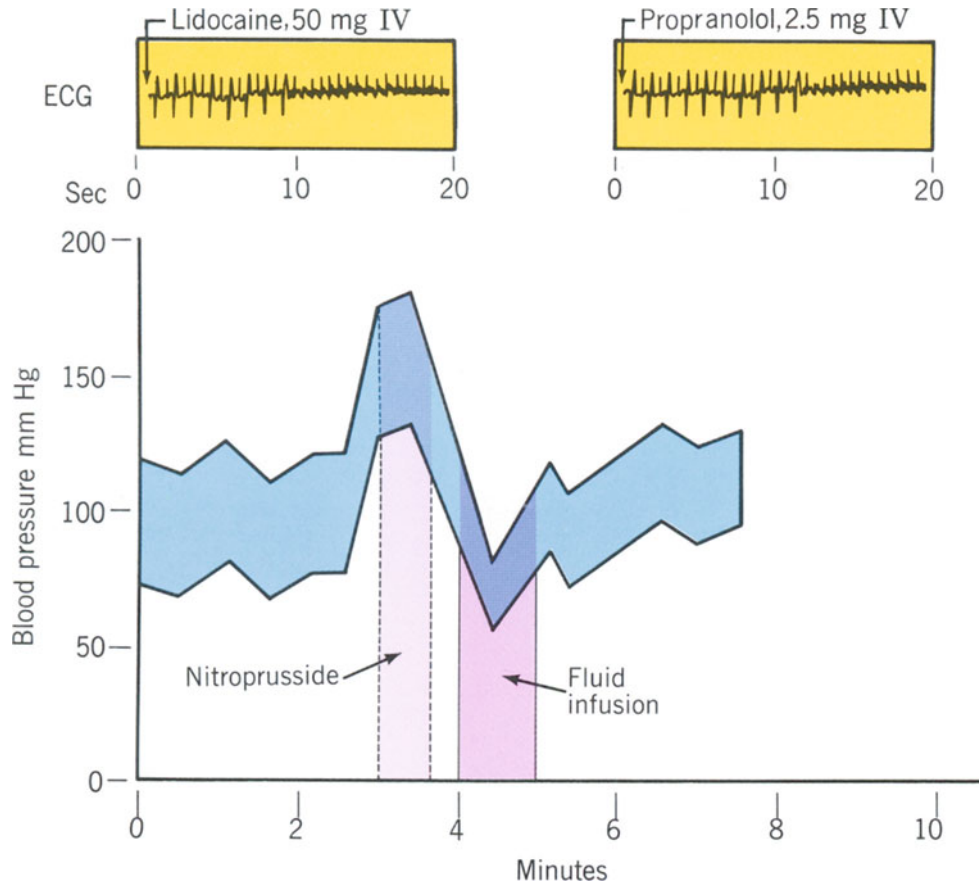 Lidocaine, 50 mg IV
Propranolol, 2.5 mg IV
ECG
Sec
0
10
20
0
10
20
Blood pressure mm Hg
200
150
100
50
0
Nitroprusside
Fluid
infusion
0
2
4
6
8
10
Minutes